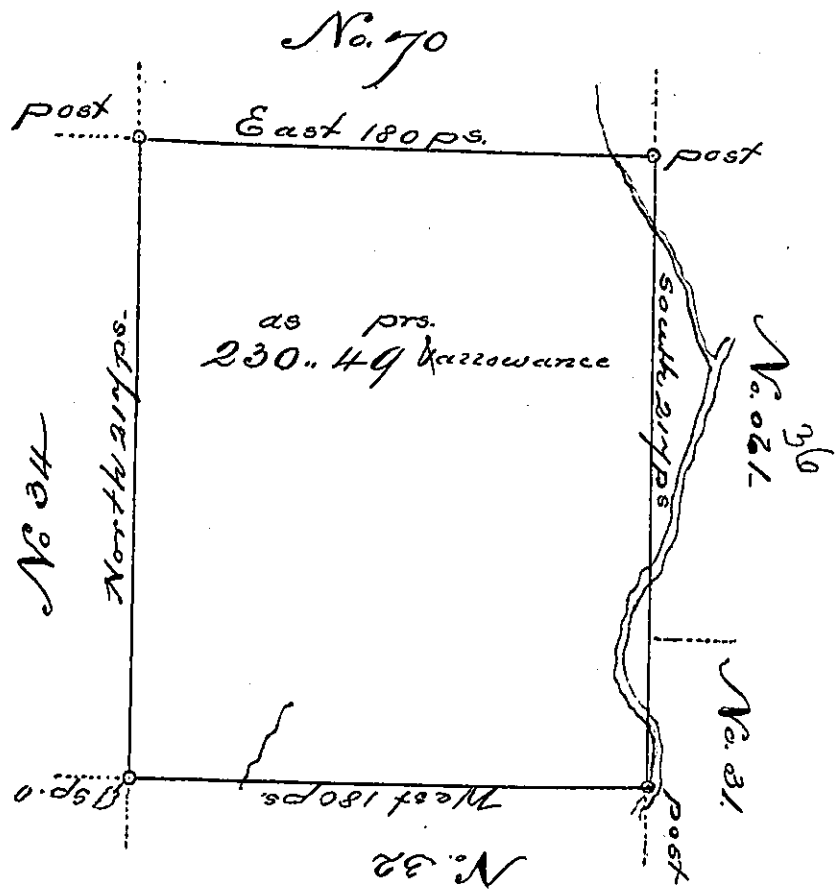 No. 70
post
East 180 ps.
post
as prs.
230.. 49 & allowance
North 217 ps.
South 217 ps
No 34
36
No. 31.
West 180 ps.
post
No. 32